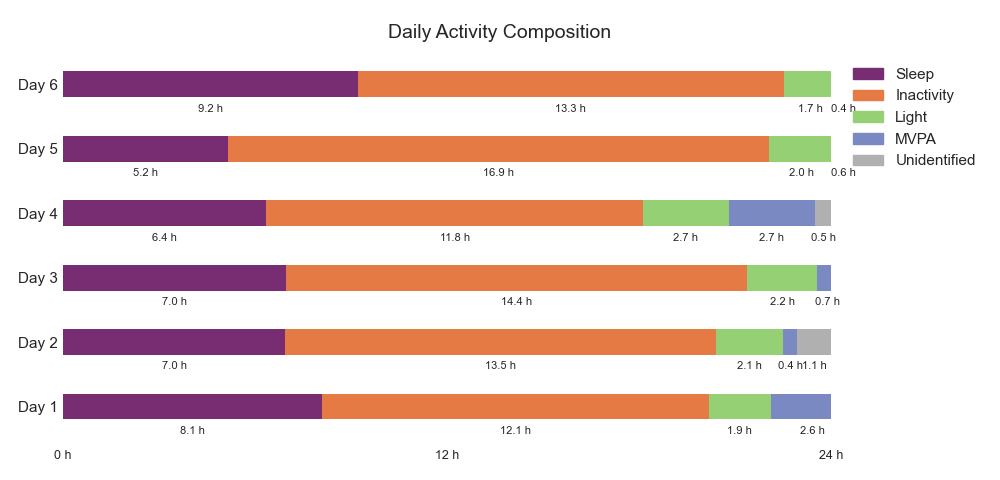 Daily Activity Composition
Day 6
9.2 h 13.3 h 1.7 h 0.4 h
Day 5
5.2 h 16.9 h 2.0 h 0.6 h
Day 4
6.4 h 11.8 h 2.7 h 2.7 h 0.5 h
Day 3
7.0 h 14.4 h 2.2 h 0.7 h
Day 2
7.0 h 13.5 h 2.1 h 0.4 h 1.1 h
Day 1
8.1 h 12.1 h 1.9 h 2.6 h
0 h 12 h 24 h
Sleep
Inactivity
Light
MVPA
Unidentified